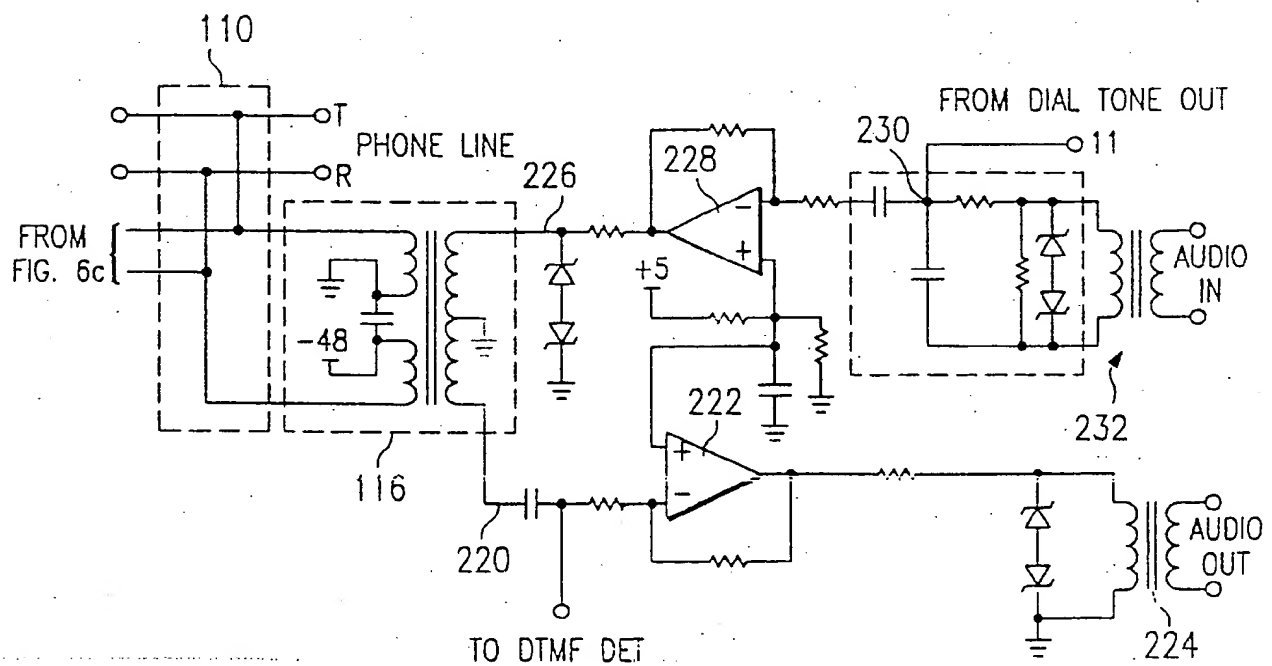 110
FROM DIAL TONE OUT
T
PHONE LINE
230
11
R
226
228
FROM
FIG. 6c
-
+
+5
AUDIO
IN
-48
222
232
+
-
116
220
AUDIO
OUT
TO DTMF DET
224